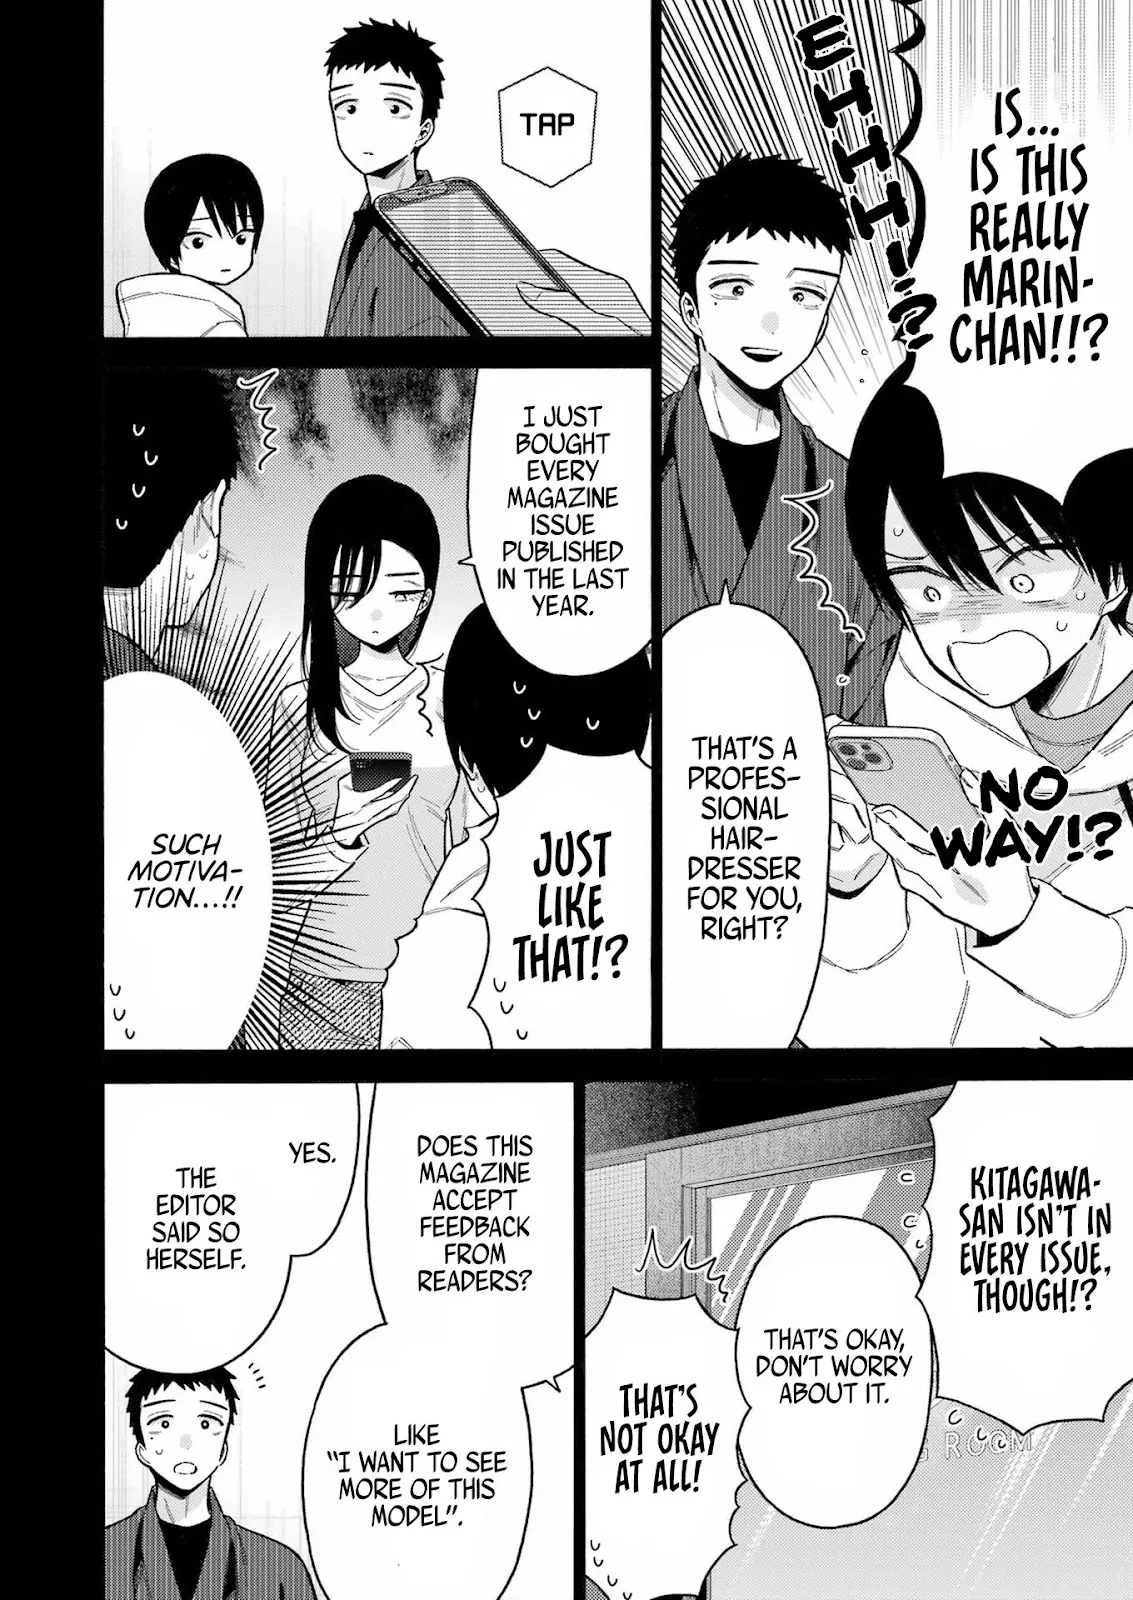 IS...
IS THIS
REALLY
MARIN-
CHAN!!?
EHHH!?
NO
WAY!?
THAT'S A
PROFES-
SIONAL
HAIR-
DRESSER
FOR YOU,
RIGHT?
TAP
I JUST
BOUGHT
EVERY
MAGAZINE
ISSUE
PUBLISHED
IN THE LAST
YEAR.
JUST
LIKE
THAT!?
SUCH
MOTIVA-
TION...!!
KITAGAWA-
SAN ISN'T IN
EVERY ISSUE,
THOUGH!?
THAT'S OKAY,
DON'T WORRY
ABOUT IT.
THAT'S
NOT OKAY
AT ALL!
G ROOM
DOES THIS
MAGAZINE
ACCEPT
FEEDBACK
FROM
READERS?
LIKE
"I WANT TO SEE
MORE OF THIS
MODEL".
YES.
THE
EDITOR
SAID SO
HERSELF.